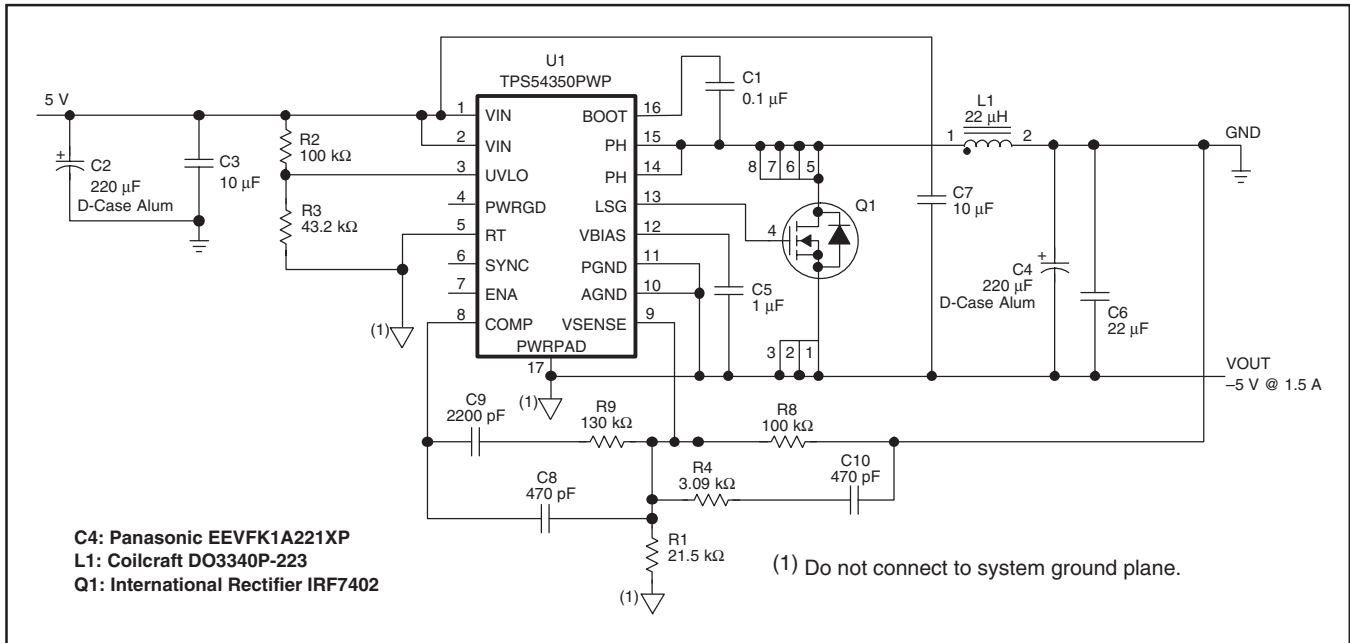 U1
TPS54350PWP
5 V
C2
220 µF
D-Case Alum
+
C3
10 µF
R2
100 kΩ
R3
43.2 kΩ
1 VIN
2 VIN
3 UVLO
4 PWRGD
5 RT
6 SYNC
7 ENA
8 COMP
BOOT 16
PH 15
PH 14
LSG 13
VBIAS 12
PGND 11
AGND 10
VSENSE 9
PWRPAD
17
(1)
(1)
C1
0.1 µF
8 7 6 5
4
Q1
3 2 1
C5
1 µF
C7
10 µF
L1
22 µH
1 2
GND
+
C4
220 µF
D-Case Alum
C6
22 µF
VOUT
–5 V @ 1.5 A
C9
2200 pF
R9
130 kΩ
R8
100 kΩ
C8
470 pF
R4
3.09 kΩ
C10
470 pF
R1
21.5 kΩ
(1)
C4: Panasonic EEVFK1A221XP
L1: Coilcraft DO3340P-223
Q1: International Rectifier IRF7402
(1) Do not connect to system ground plane.